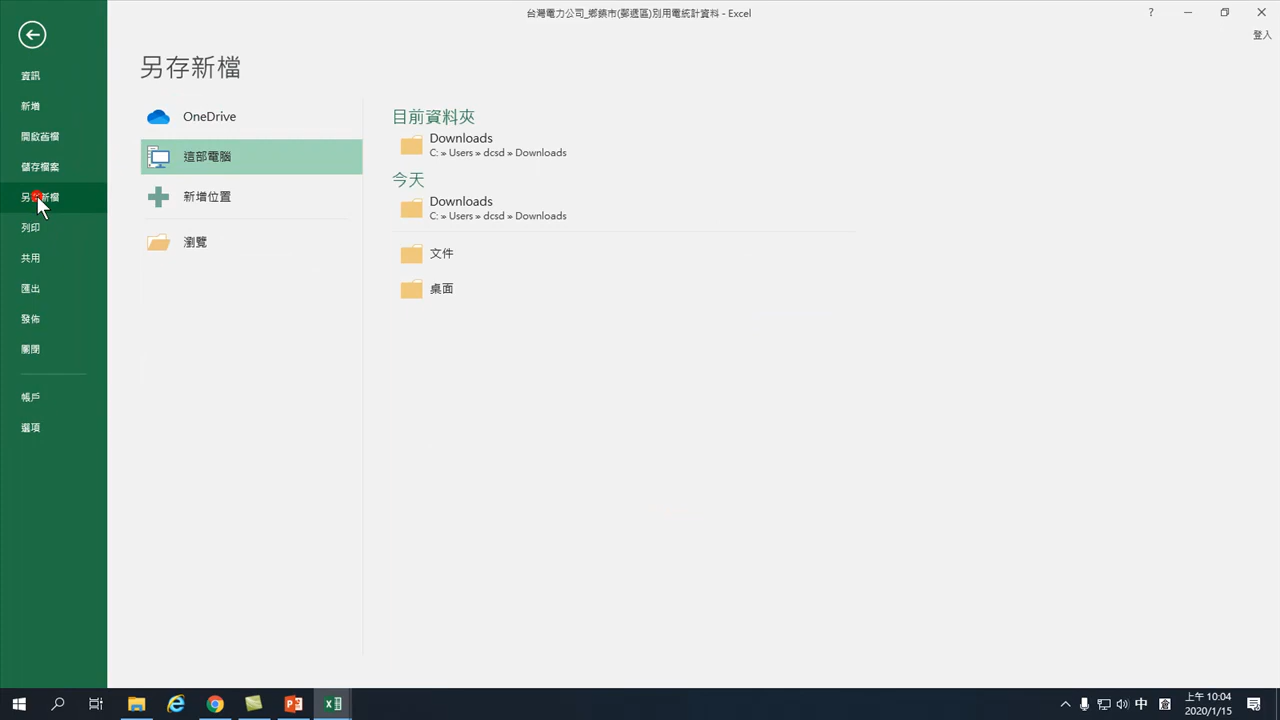 台灣電力公司_鄉鎮市(郵遞區)別用電統計資料 - Excel
?
登入
資訊
新增
開啟舊檔
儲存檔案
另存新檔
列印
共用
匯出
發佈
關閉
帳戶
選項
另存新檔
OneDrive
這部電腦
新增位置
瀏覽
目前資料夾
Downloads
C: » Users » dcsd » Downloads
今天
Downloads
C: » Users » dcsd » Downloads
文件
桌面
中
上午 10:04
2020/1/15